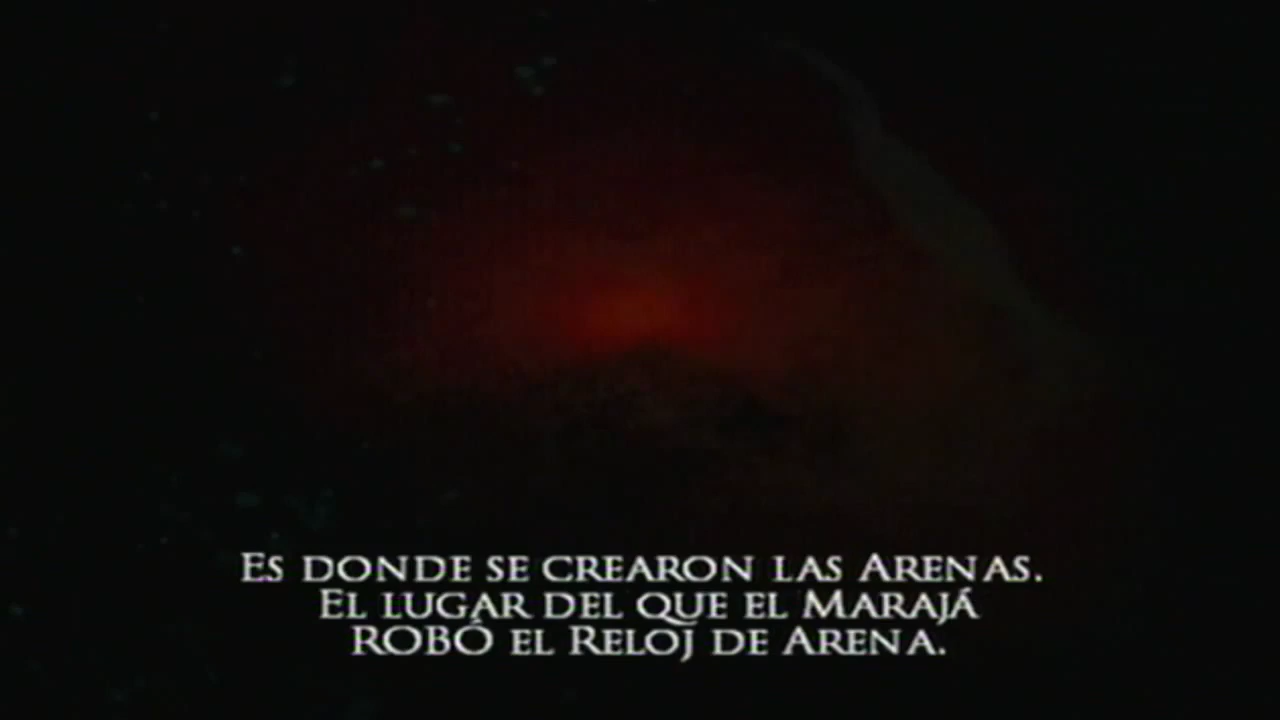 Es donde se crearon las Arenas.
El lugar del que el Marajá
robó el Reloj de Arena.